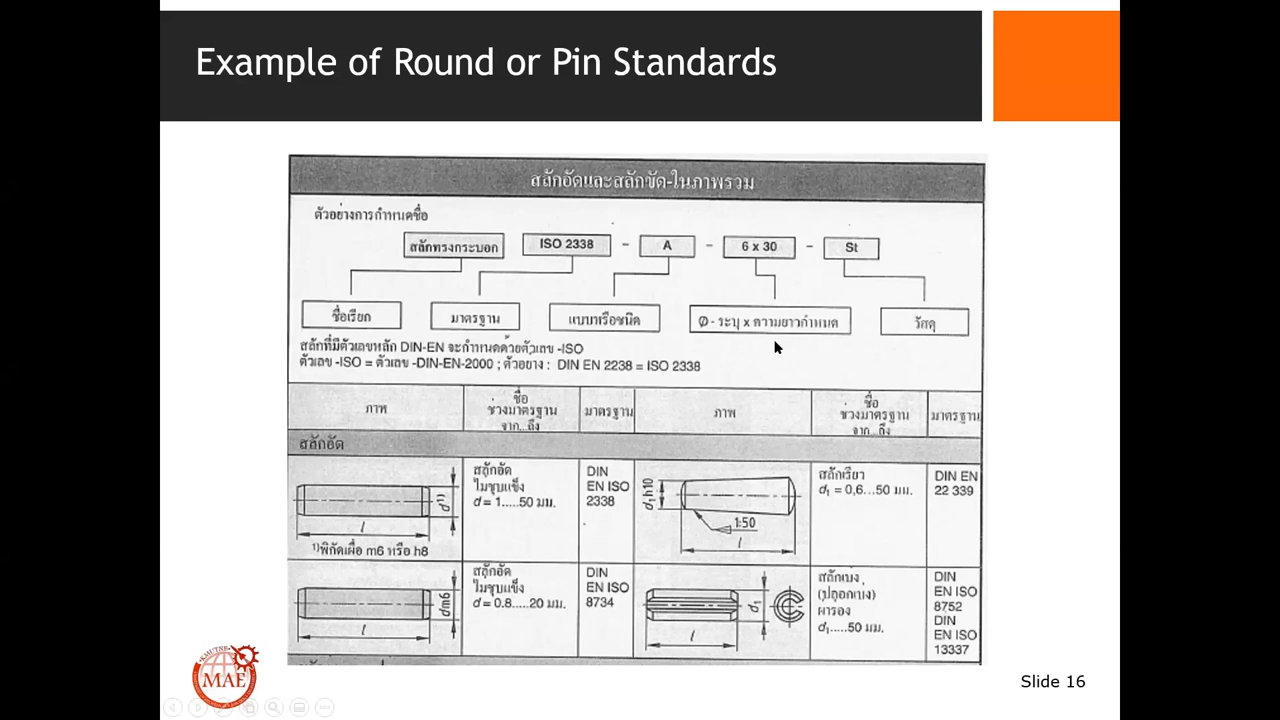 Example of Round or Pin Standards
สลักอัดและสลักขัด-ในภาพรวม
ตัวอย่างการกำหนดชื่อ
สลักทรงกระบอก ISO 2338 - A - 6 x 30 - St
ชื่อเรียก มาตรฐาน แบบหรือชนิด Ø - ระบุ x ความยาวกำหนด วัสดุ
สลักที่มีตัวเลขหลัก DIN-EN จะกำหนดด้วยตัวเลข -ISO
ตัวเลข -ISO = ตัวเลข -DIN-EN-2000 ; ตัวอยาง : DIN EN 2238 = ISO 2338
ภาพ
ชื่อ
ช่วงมาตรฐาน
จาก...ถึง
มาตรฐาน
ภาพ
ชื่อ
ช่วงมาตรฐาน
จาก...ถึง
มาตรฐาน
สลักอัด
d1)
l
1)พิกัดเผื่อ m6 หรือ h8
สลักอัด
ไมชุบแข็ง
d = 1.....50 มม.
DIN
EN ISO
2338
d1h10
1:50
l
สลักเรียว
d1 = 0,6...50 มม.
DIN EN
22 339
dm6
l
สลักอัด
ไมชุบแข็ง
d = 0.8.....20 มม.
DIN
EN ISO
8734
d1
l
สลักเบง
(ปลอกเบง)
ผารอง
d1.....50 มม.
DIN
EN ISO
8752
DIN
EN ISO
13337
KMUTNB
MAE
Slide 16